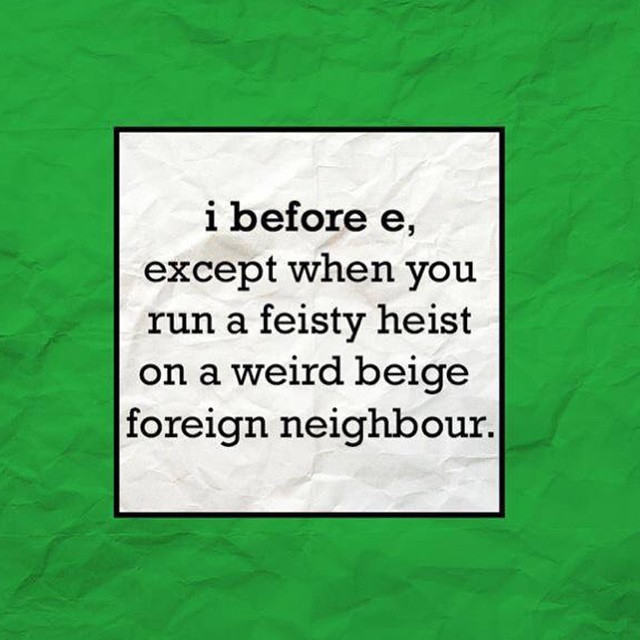 i before e,
except when you
run a feisty heist
on a weird beige
foreign neighbour.